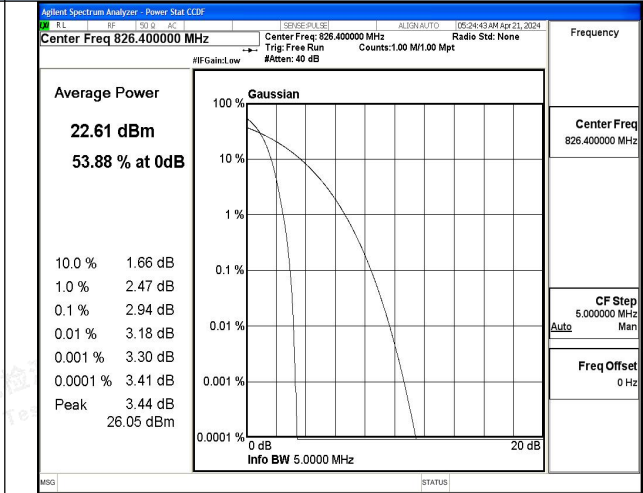 Agilent Spectrum Analyzer - Power Stat CCDF
RL RF 50 Ω AC SENSE:PULSE ALIGN AUTO 05:24:43 AM Apr 21, 2024
Center Freq 826.400000 MHz
Center Freq: 826.400000 MHz Radio Std: None
Trig: Free Run Counts:1.00 M/1.00 Mpt
#IFGain:Low #Atten: 40 dB
Frequency
Average Power
22.61 dBm
53.88 % at 0dB
10.0 % 1.66 dB
1.0 % 2.47 dB
0.1 % 2.94 dB
0.01 % 3.18 dB
0.001 % 3.30 dB
0.0001 % 3.41 dB
Peak 3.44 dB
26.05 dBm
Gaussian
100 %
10 %
1 %
0.1 %
0.01 %
0.001 %
0.0001 %
0 dB 20 dB
Info BW 5.0000 MHz
Center Freq
826.400000 MHz
CF Step
5.000000 MHz
Auto Man
Freq Offset
0 Hz
MSG STATUS